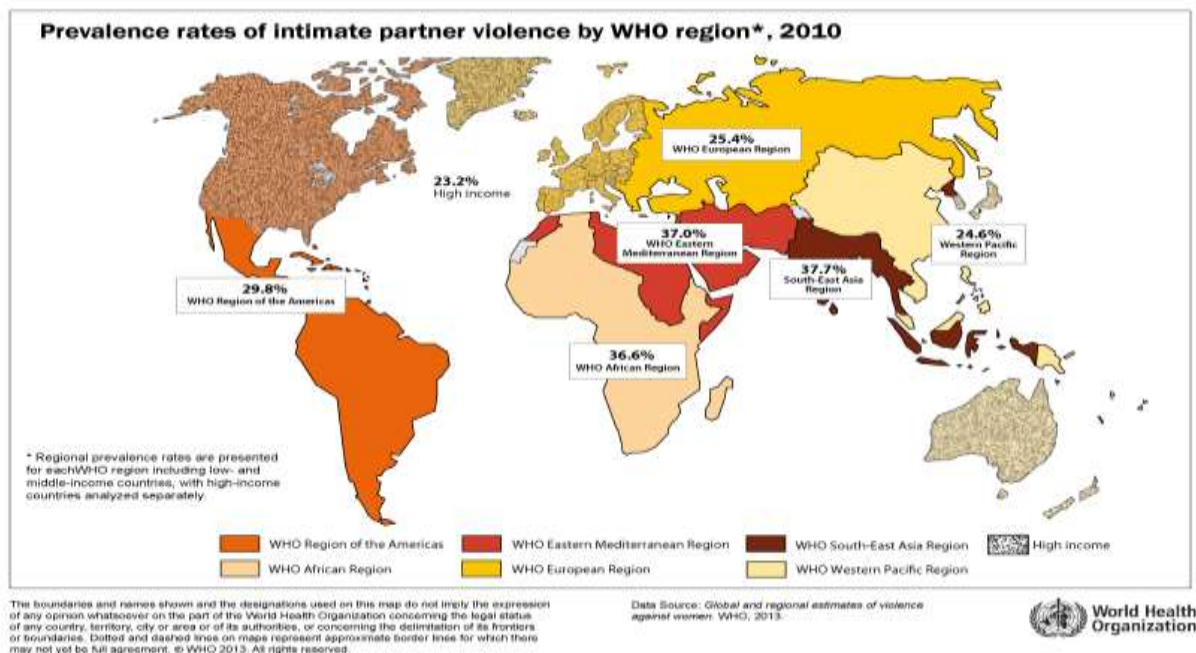 Prevalence rates of intimate partner violence by WHO region*, 2010
25.4%
WHO European Region
23.2%
High income
37.0%
WHO Eastern
Mediterranean Region
24.6%
Western Pacific
Region
37.7%
South-East Asia
Region
29.8%
WHO Region of the Americas
36.6%
WHO African Region
* Regional prevalence rates are presented
for eachWHO region including low- and
middle-income countries, with high-income
countries analyzed separately.
WHO Region of the Americas
WHO Eastern Mediterranean Region
WHO South-East Asia Region
High income
WHO African Region
WHO European Region
WHO Western Pacific Region
The boundaries and names shown and the designations used on this map do not imply the expression
of any opinion whatsoever on the part of the World Health Organization concerning the legal status
of any country, territory, city or area or of its authorities, or concerning the delimitation of its frontiers
or boundaries. Dotted and dashed lines on maps represent approximate border lines for which there
may not yet be full agreement. © WHO 2013. All rights reserved.
Data Source: Global and regional estimates of violence
against women. WHO, 2013.
World Health
Organization